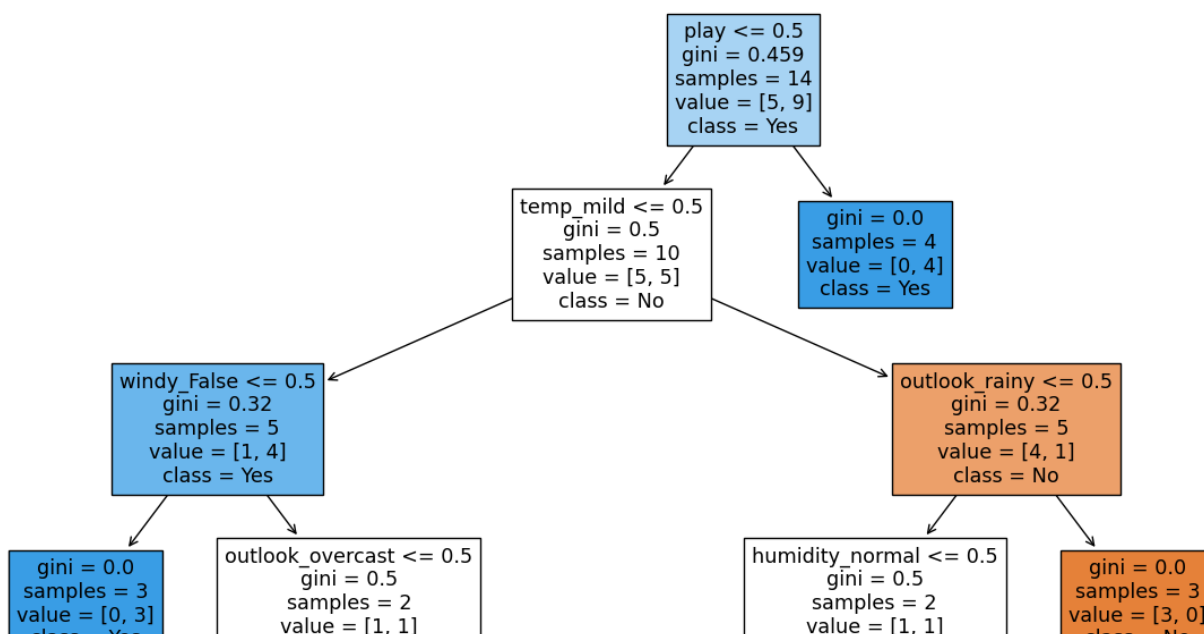 play <= 0.5
gini = 0.459
samples = 14
value = [5, 9]
class = Yes
temp_mild <= 0.5
gini = 0.5
samples = 10
value = [5, 5]
class = No
gini = 0.0
samples = 4
value = [0, 4]
class = Yes
windy_False <= 0.5
gini = 0.32
samples = 5
value = [1, 4]
class = Yes
outlook_rainy <= 0.5
gini = 0.32
samples = 5
value = [4, 1]
class = No
gini = 0.0
samples = 3
value = [0, 3]
class = Yes
outlook_overcast <= 0.5
gini = 0.5
samples = 2
value = [1, 1]
humidity_normal <= 0.5
gini = 0.5
samples = 2
value = [1, 1]
gini = 0.0
samples = 3
value = [3, 0]
class = No